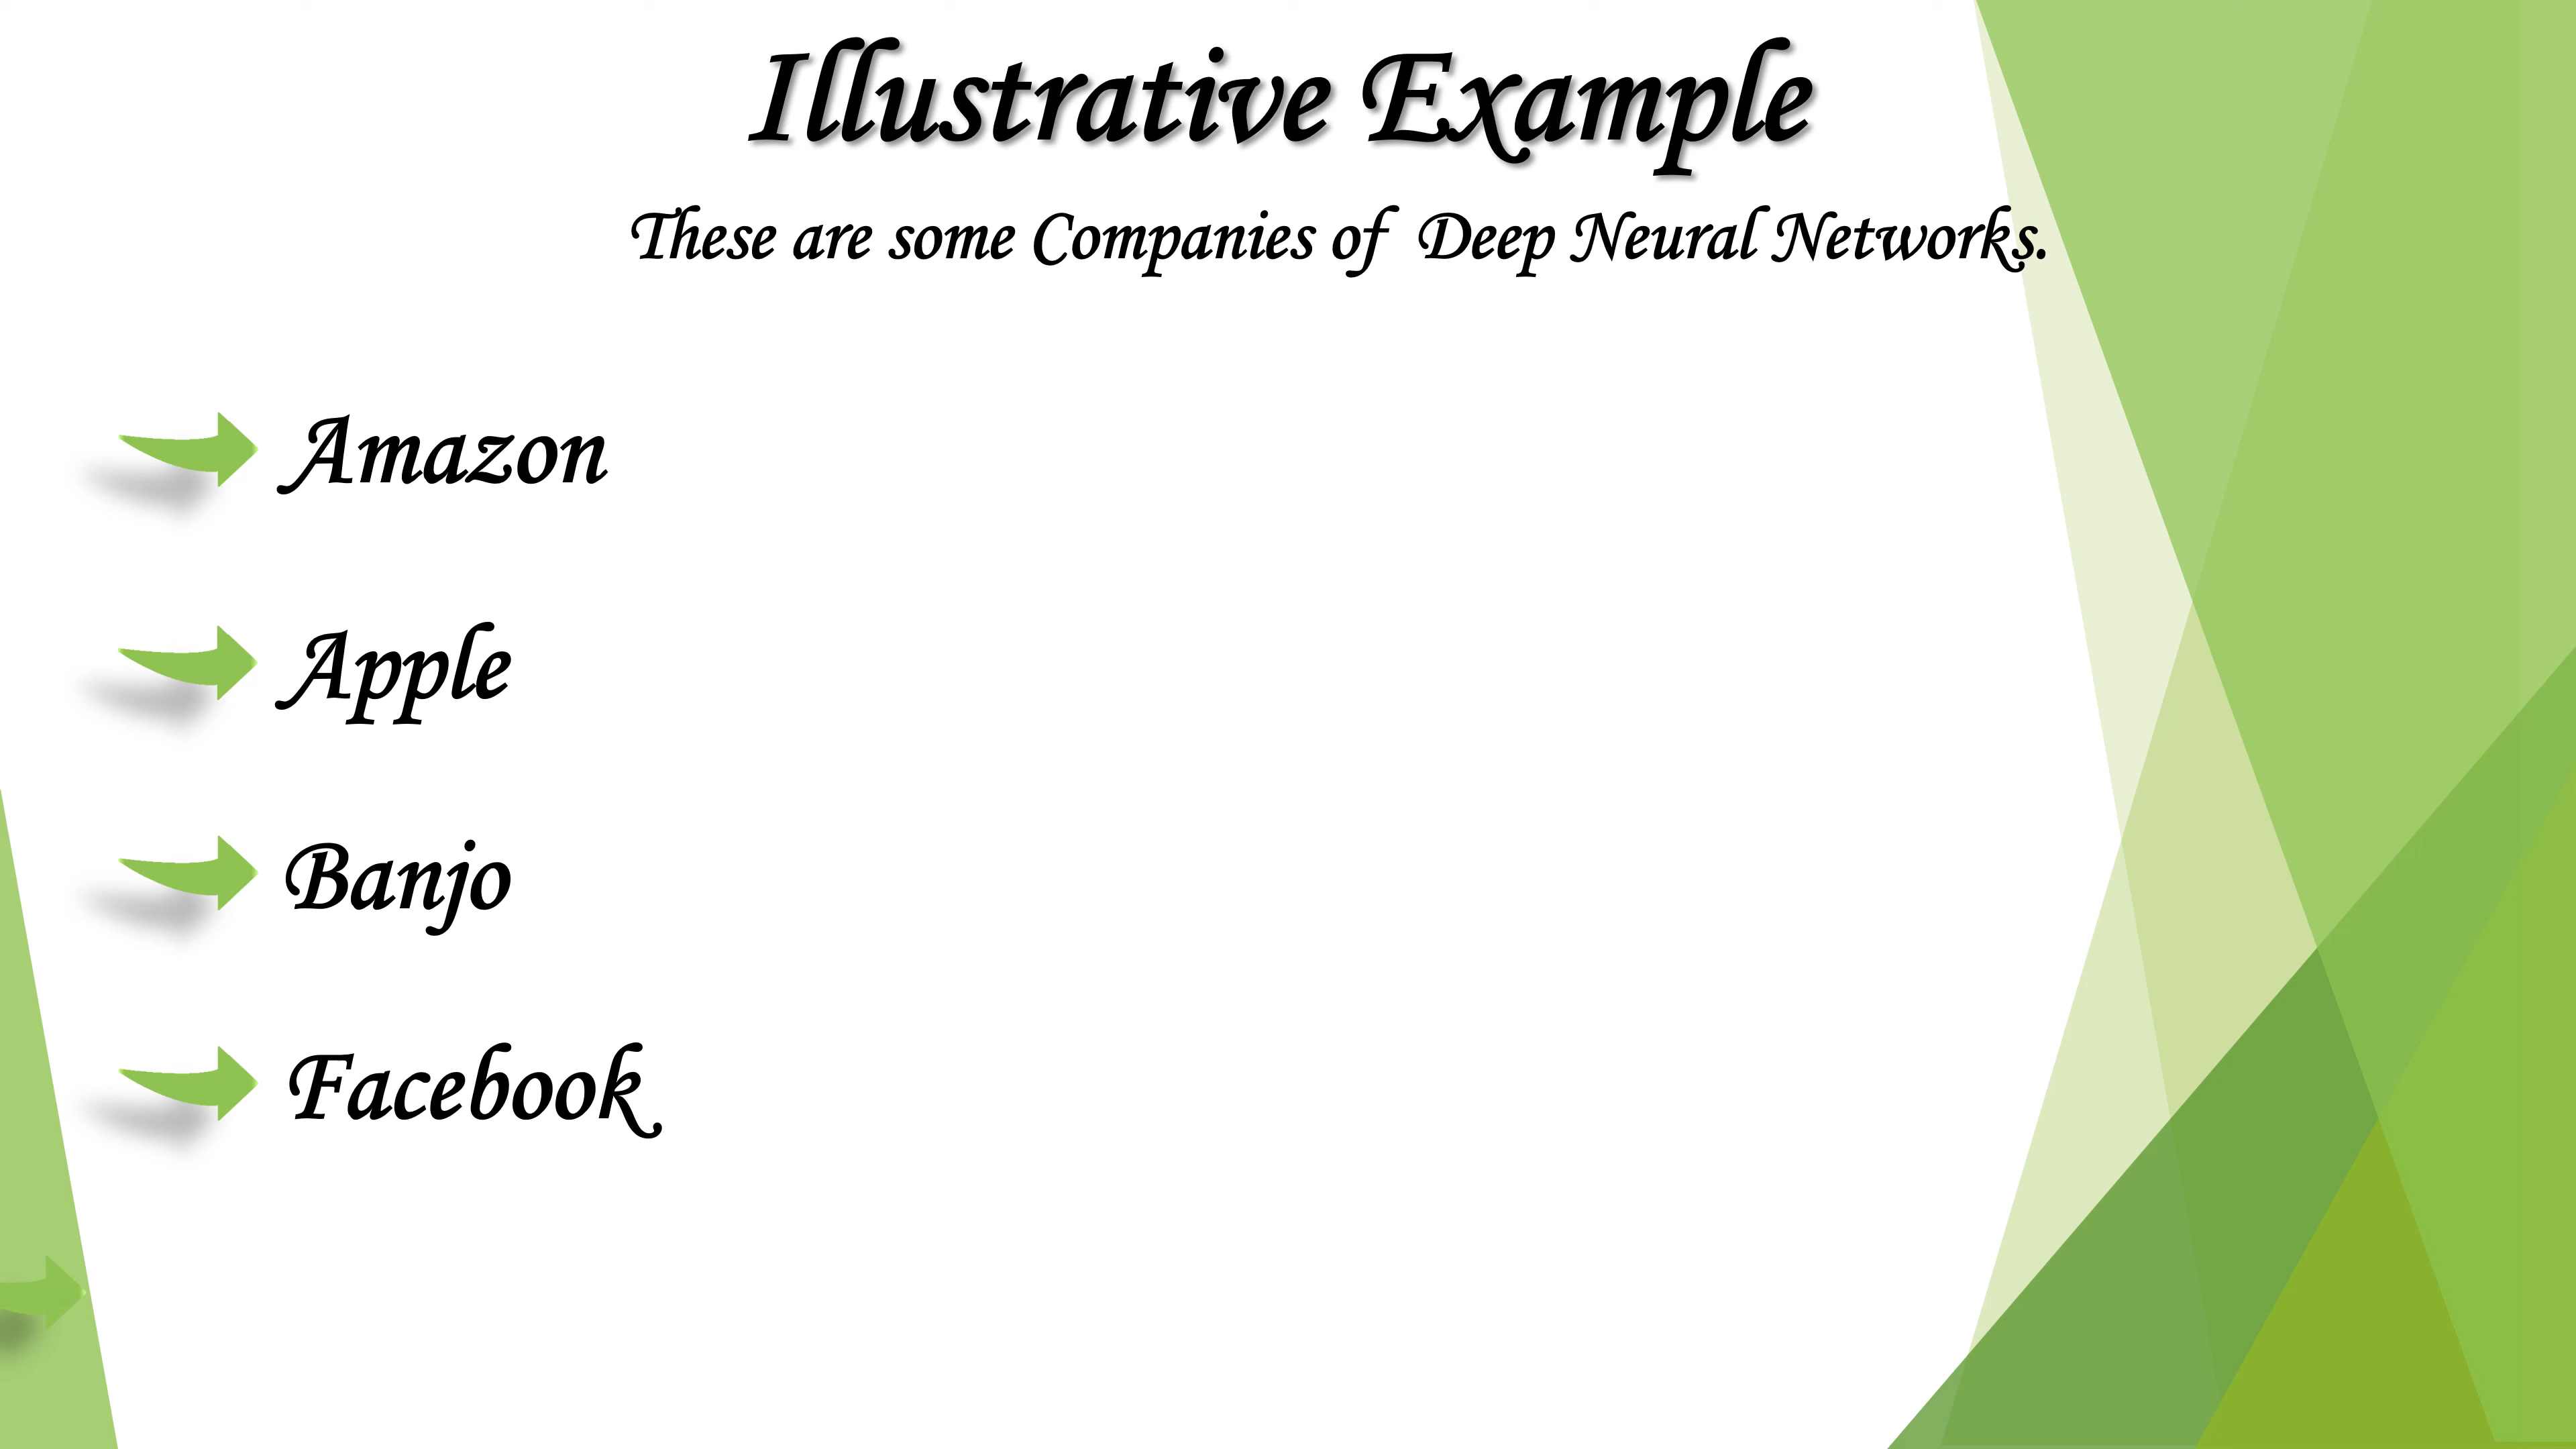 Illustrative Example
These are some Companies of Deep Neural Networks.
Amazon
Apple
Banjo
Facebook